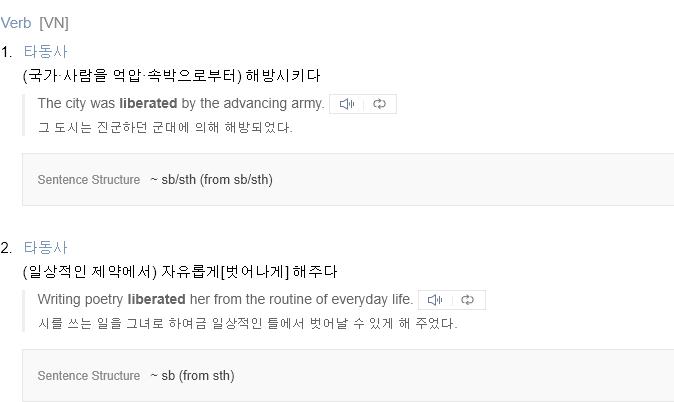 Verb [VN]
1. 타동사
(국가·사람을 억압·속박으로부터) 해방시키다
The city was liberated by the advancing army.
그 도시는 진군하던 군대에 의해 해방되었다.
Sentence Structure ~ sb/sth (from sb/sth)
2. 타동사
(일상적인 제약에서) 자유롭게[벗어나게] 해주다
Writing poetry liberated her from the routine of everyday life.
시를 쓰는 일을 그녀로 하여금 일상적인 틀에서 벗어날 수 있게 해 주었다.
Sentence Structure ~ sb (from sth)